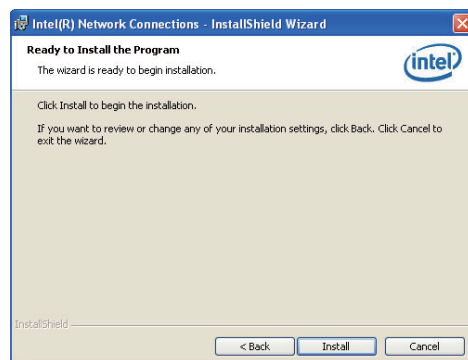 Intel(R) Network Connections - InstallShield Wizard
Ready to Install the Program
The wizard is ready to begin installation.
intel
Click Install to begin the installation.
If you want to review or change any of your installation settings, click Back. Click Cancel to
exit the wizard.
InstallShield
< Back
Install
Cancel